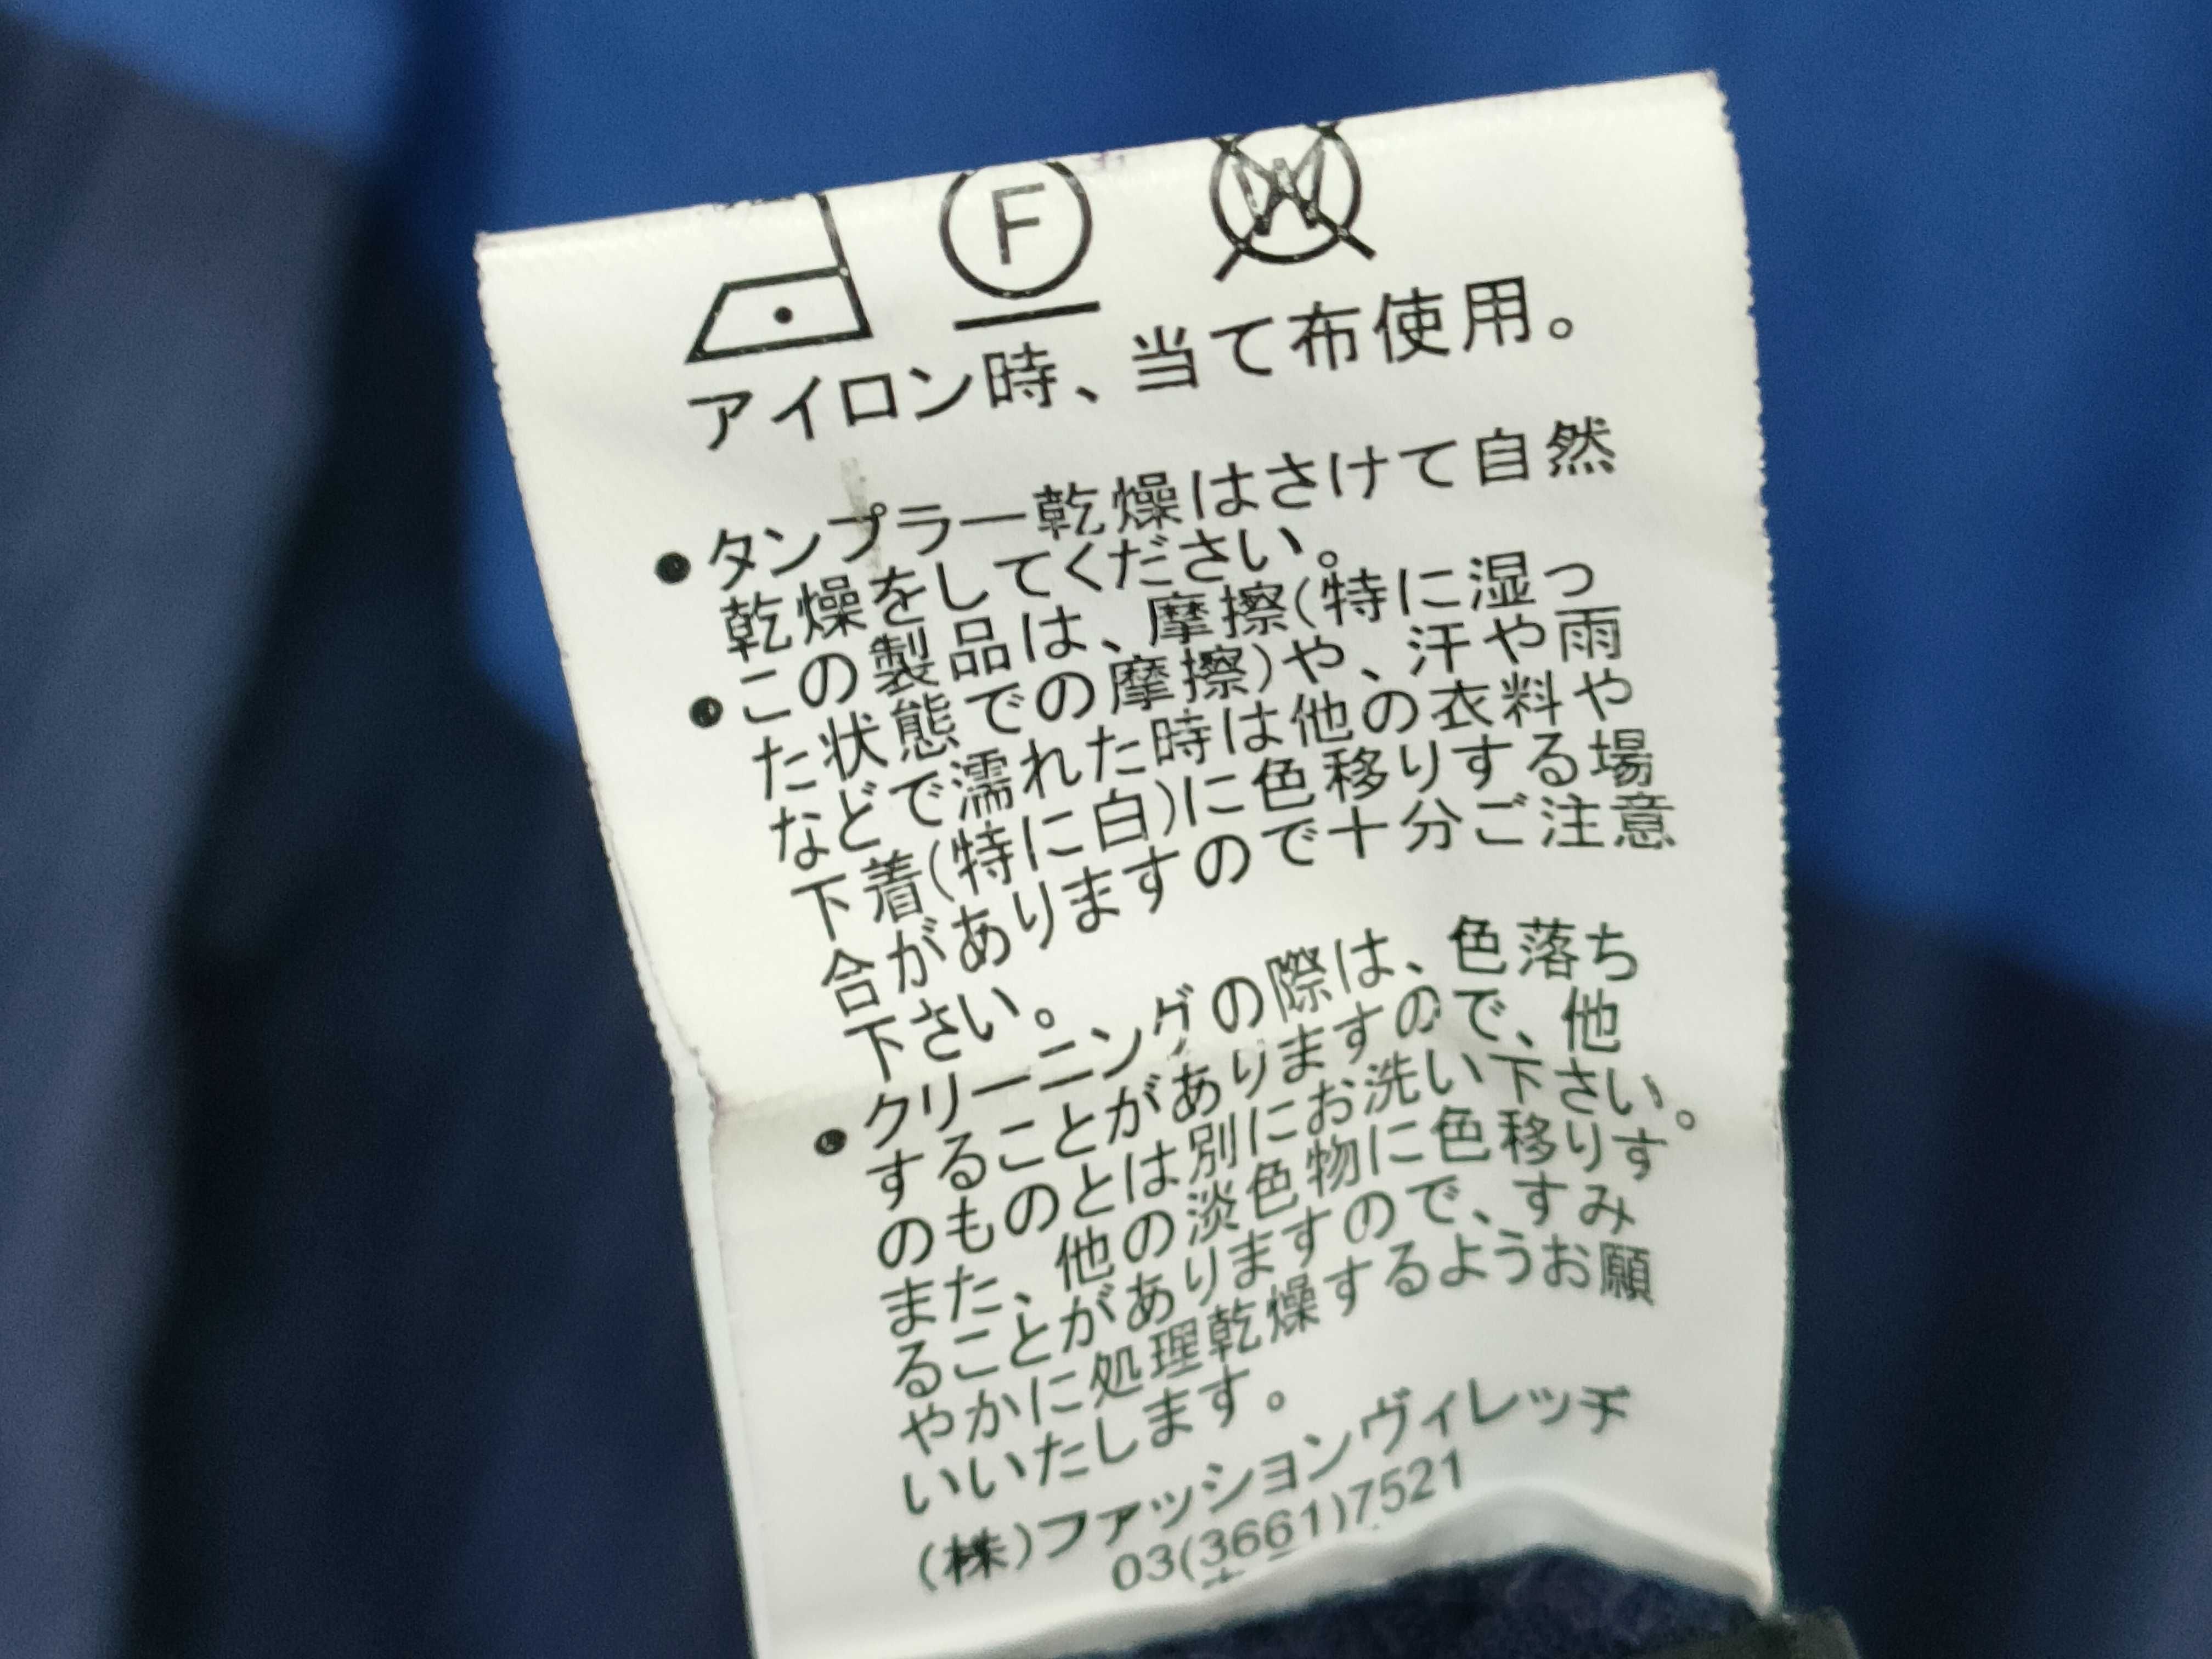 F
W
アイロン時、当て布使用。
●タンプラー乾燥はさけて自然
乾燥をしてください。
●この製品は、摩擦(特に湿っ
た状態での摩擦)や、汗や雨
などで濡れた時は他の衣料や
下着(特に白)に色移りする場
合がありますので十分ご注意
下さい。
●クリーニングの際は、色落ち
することがありますので、他
のものとは別にお洗い下さい。
また、他の淡色物に色移りす
ることがありますので、すみ
やかに処理乾燥するようお願
いいたします。
(株)ファッションヴィレッヂ
03(3661)7521